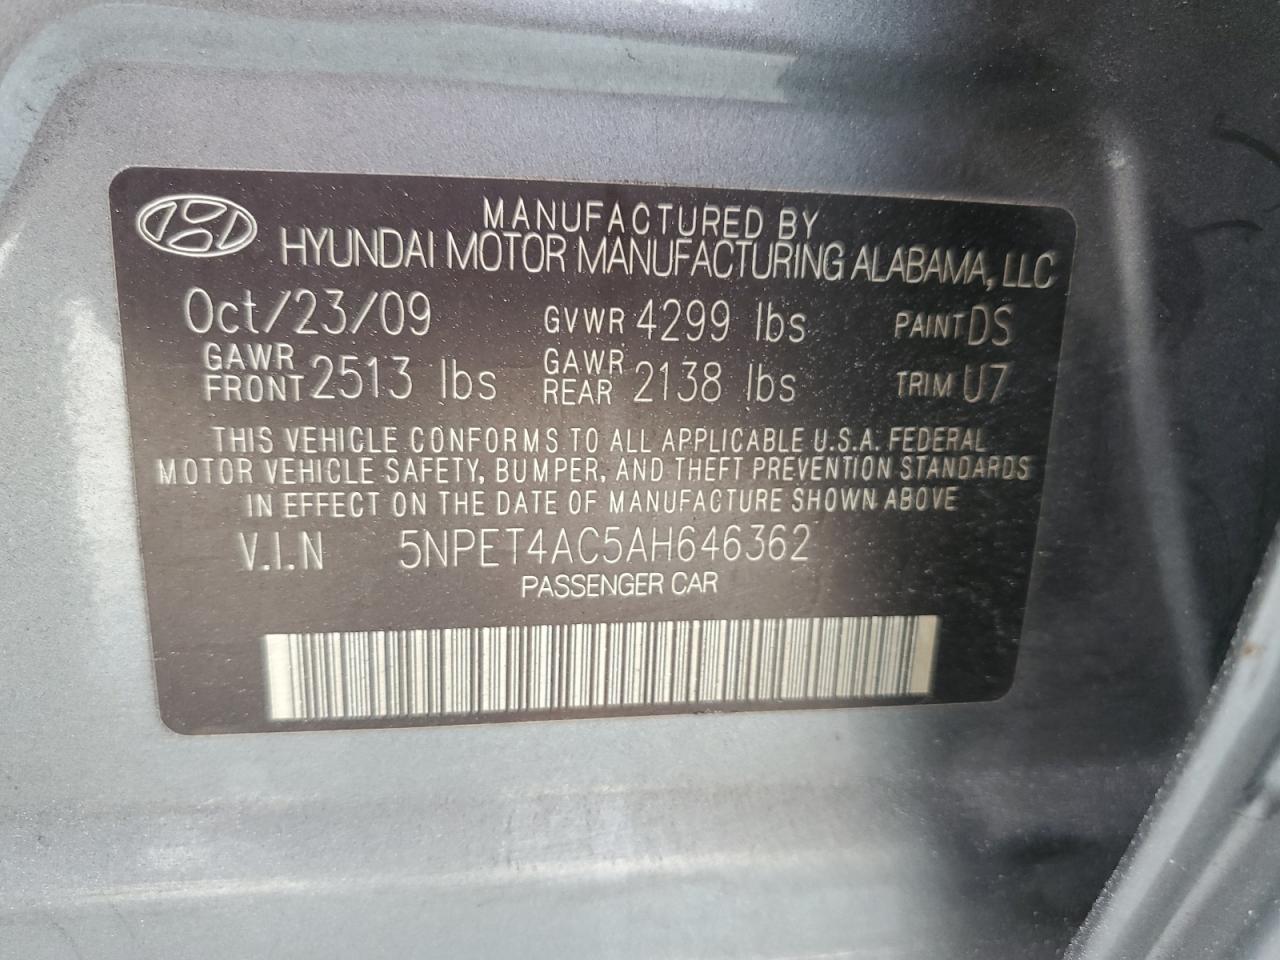 MANUFACTURED BY
HYUNDAI MOTOR MANUFACTURING ALABAMA, LLC
Oct/23/09 GVWR 4299 lbs PAINT DS
GAWR FRONT 2513 lbs GAWR REAR 2138 lbs TRIM U7
THIS VEHICLE CONFORMS TO ALL APPLICABLE U.S.A. FEDERAL
MOTOR VEHICLE SAFETY, BUMPER, AND THEFT PREVENTION STANDARDS
IN EFFECT ON THE DATE OF MANUFACTURE SHOWN ABOVE
V.I.N 5NPET4AC5AH646362
PASSENGER CAR